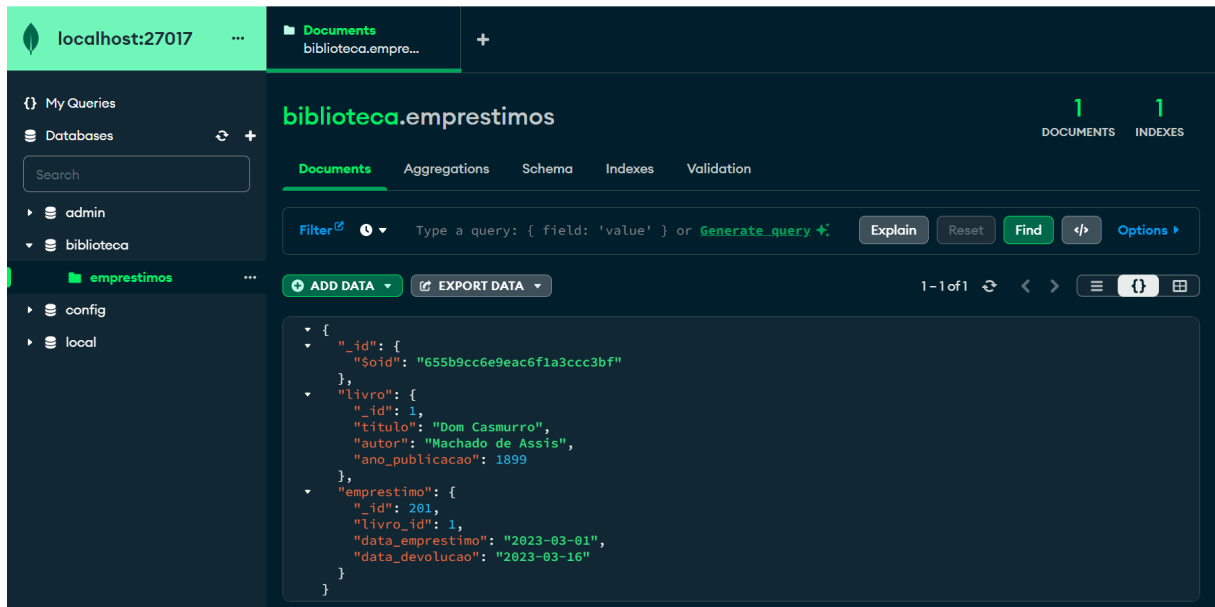 localhost:27017 ...
Documents
biblioteca.empre...
+
{} My Queries
Databases
Search
admin
biblioteca
emprestimos ...
config
local
biblioteca.emprestimos
1 DOCUMENTS
1 INDEXES
Documents Aggregations Schema Indexes Validation
Filter Type a query: { field: 'value' } or Generate query Explain Reset Find </> Options
ADD DATA EXPORT DATA 1–1 of 1 {}
{
"_id": {
"$oid": "655b9cc6e9eac6f1a3ccc3bf"
},
"livro": {
"_id": 1,
"titulo": "Dom Casmurro",
"autor": "Machado de Assis",
"ano_publicacao": 1899
},
"emprestimo": {
"_id": 201,
"livro_id": 1,
"data_emprestimo": "2023-03-01",
"data_devolucao": "2023-03-16"
}
}